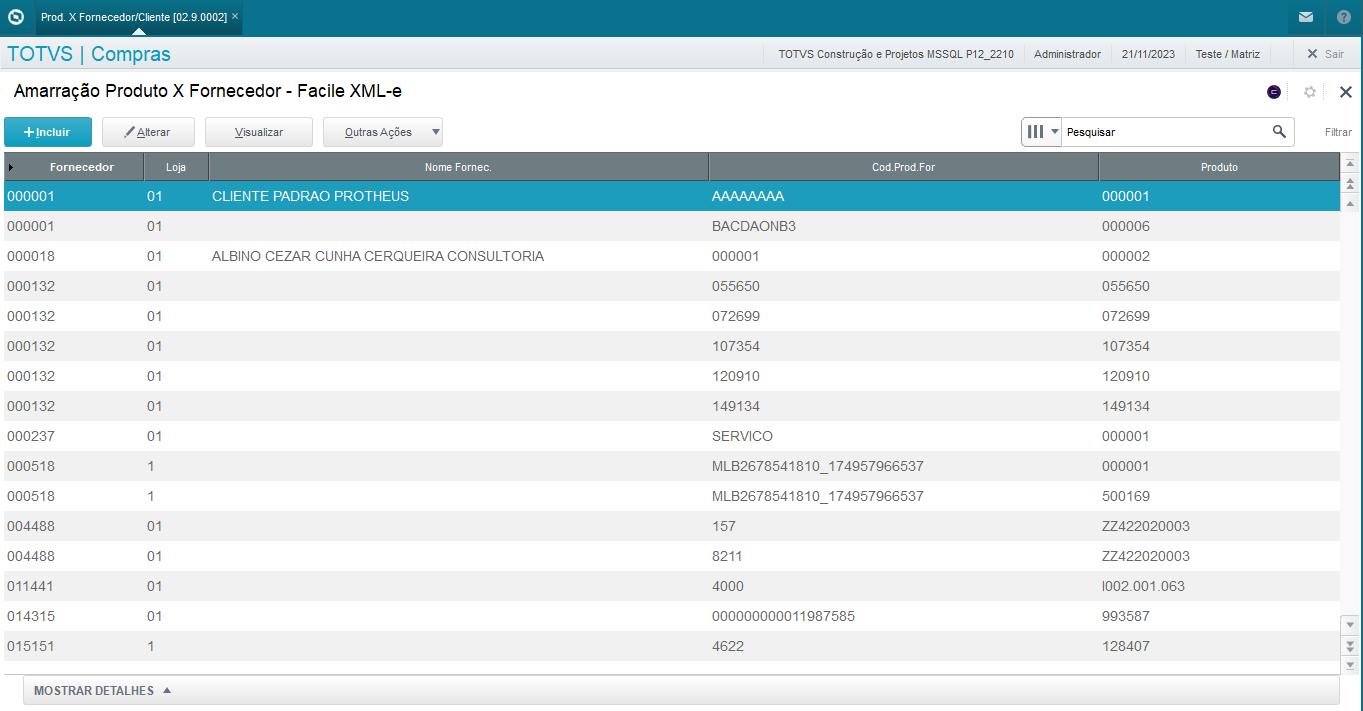 Prod. X Fornecedor/Cliente [02.9.0002] ×
TOTVS | Compras
TOTVS Construção e Projetos MSSQL P12_2210 Administrador 21/11/2023 Teste / Matriz Sair
Amarração Produto X Fornecedor - Facile XML-e
+ Incluir Alterar Visualizar Outras Ações Pesquisar Filtrar
Fornecedor Loja Nome Fornec. Cod.Prod.For Produto
000001 01 CLIENTE PADRAO PROTHEUS AAAAAAAA 000001
000001 01 BACDAONB3 000006
000018 01 ALBINO CEZAR CUNHA CERQUEIRA CONSULTORIA 000001 000002
000132 01 055650 055650
000132 01 072699 072699
000132 01 107354 107354
000132 01 120910 120910
000132 01 149134 149134
000237 01 SERVICO 000001
000518 1 MLB2678541810_174957966537 000001
000518 1 MLB2678541810_174957966537 500169
004488 01 157 ZZ422020003
004488 01 8211 ZZ422020003
011441 01 4000 I002.001.063
014315 01 000000000011987585 993587
015151 1 4622 128407
MOSTRAR DETALHES